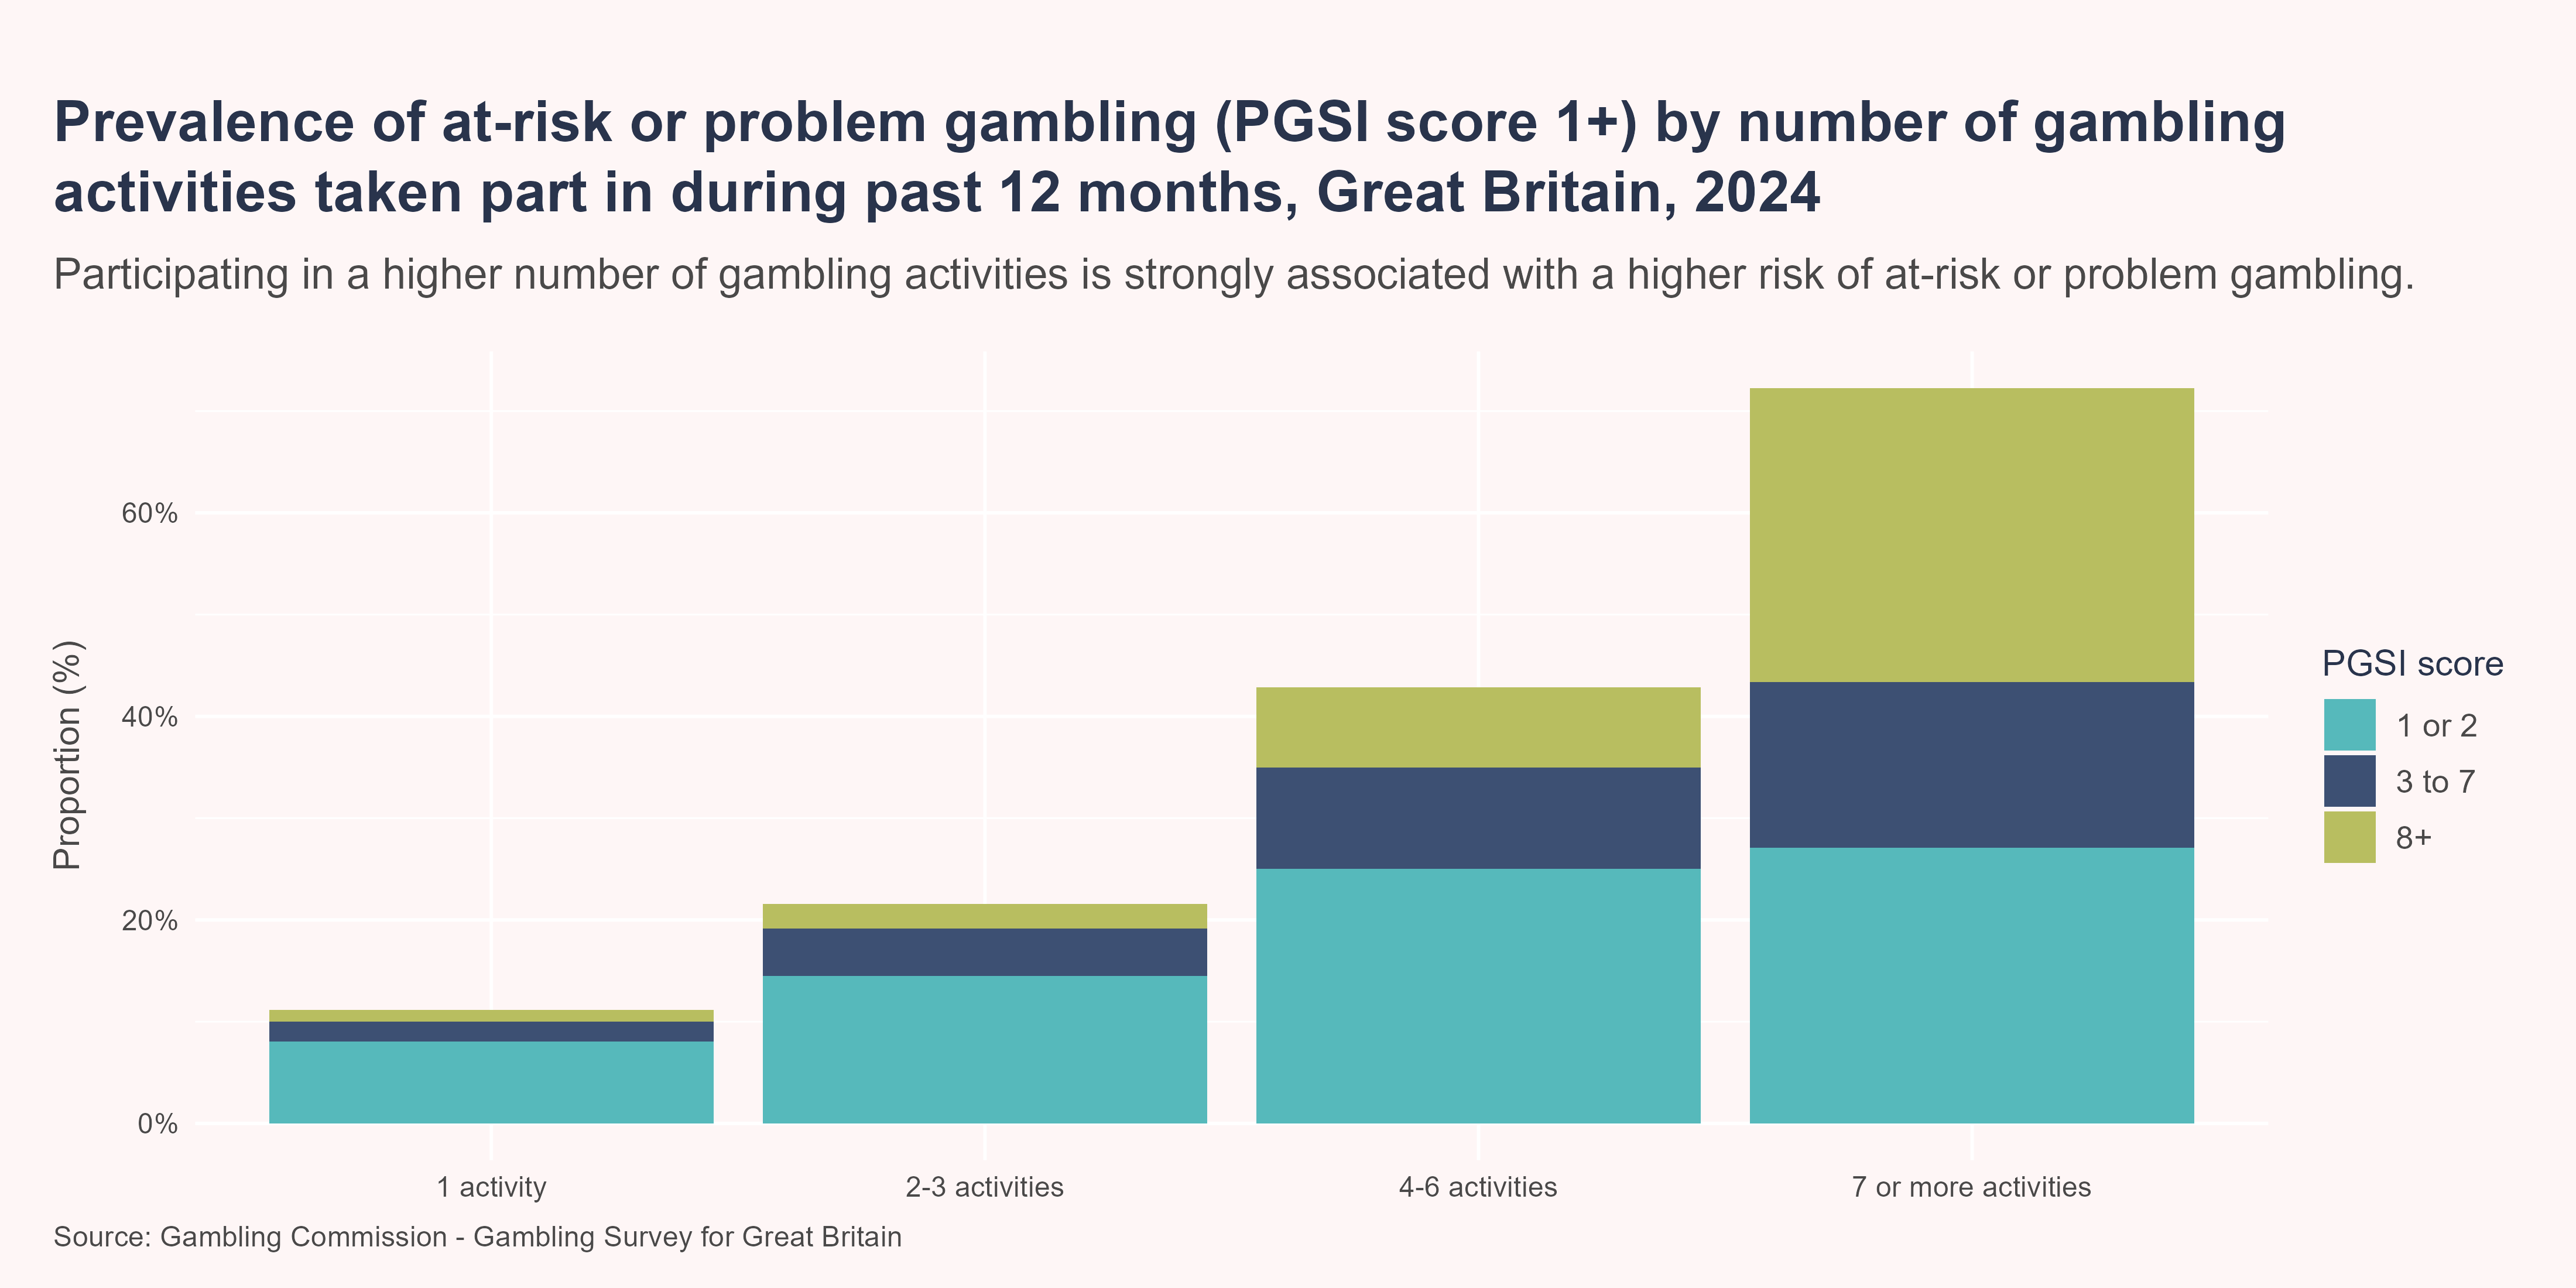 Prevalence of at-risk or problem gambling (PGSI score 1+) by number of gambling
activities taken part in during past 12 months, Great Britain, 2024
Participating in a higher number of gambling activities is strongly associated with a higher risk of at-risk or problem gambling.
Proportion (%)
60%
40%
20%
0%
1 activity
2-3 activities
4-6 activities
7 or more activities
PGSI score
1 or 2
3 to 7
8+
Source: Gambling Commission - Gambling Survey for Great Britain